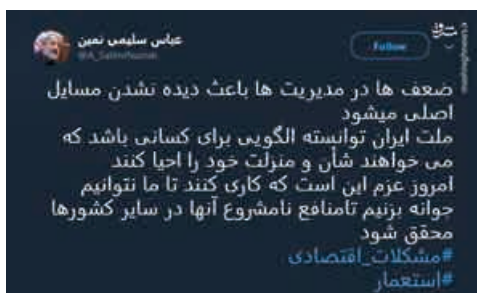 عباس سلیمی نمین
Follow
ضعف ها در مدیریت ها باعث دیده نشدن مسایل
اصلی میشود
ملت ایران توانسته الگویی برای کسانی باشد که
می خواهند شأن و منزلت خود را احیا کنند
امروز عزم این است که کاری کنند تا ما نتوانیم
جوانه بزنیم تامنافع نامشروع آنها در سایر کشورها
محقق شود
#مشکلات_اقتصادی
#استعمار